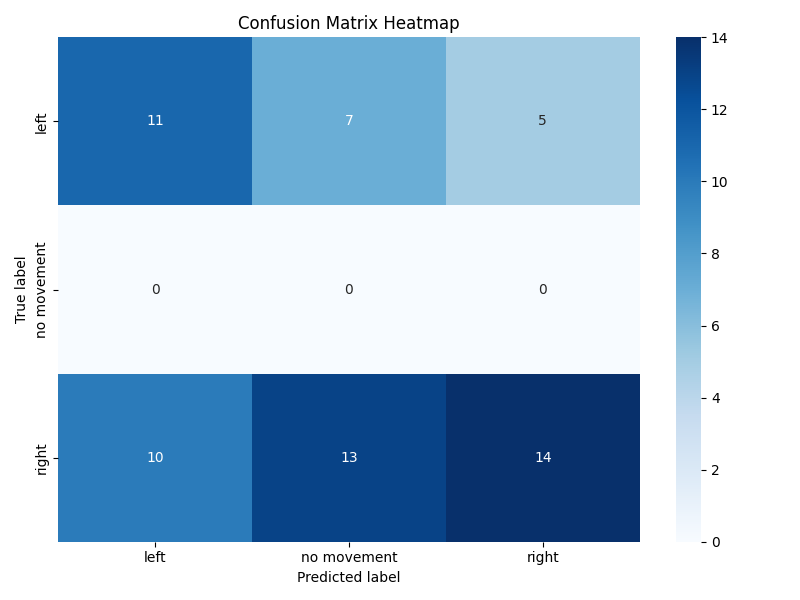 Confusion Matrix Heatmap
True label
left
11 7 5
no movement
0 0 0
right
10 13 14
left no movement right
Predicted label
14
12
10
8
6
4
2
0